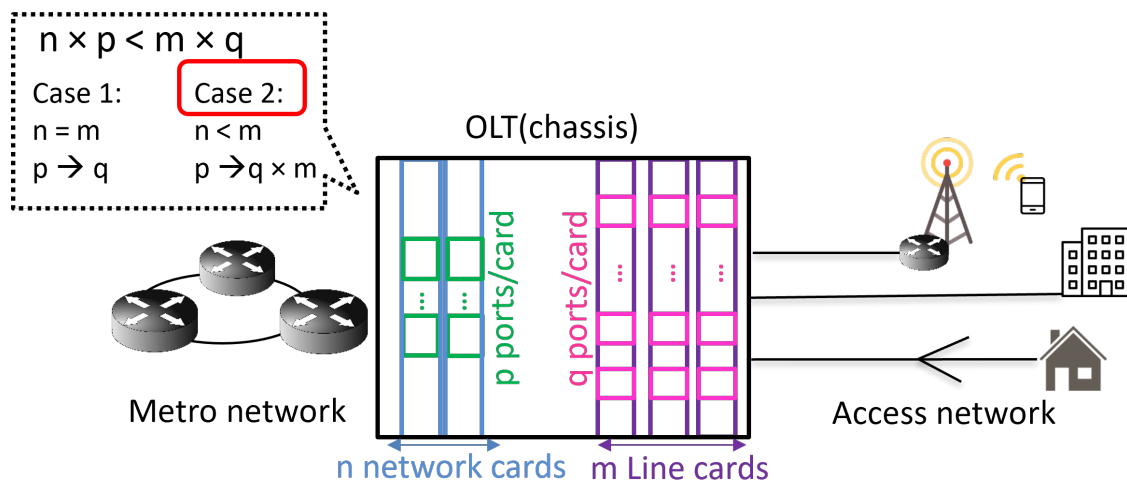 n × p < m × q
Case 1:
n = m
p → q
Case 2:
n < m
p → q × m
OLT(chassis)
p ports/card
...
...
q ports/card
...
...
...
Metro network
Access network
n network cards
m Line cards